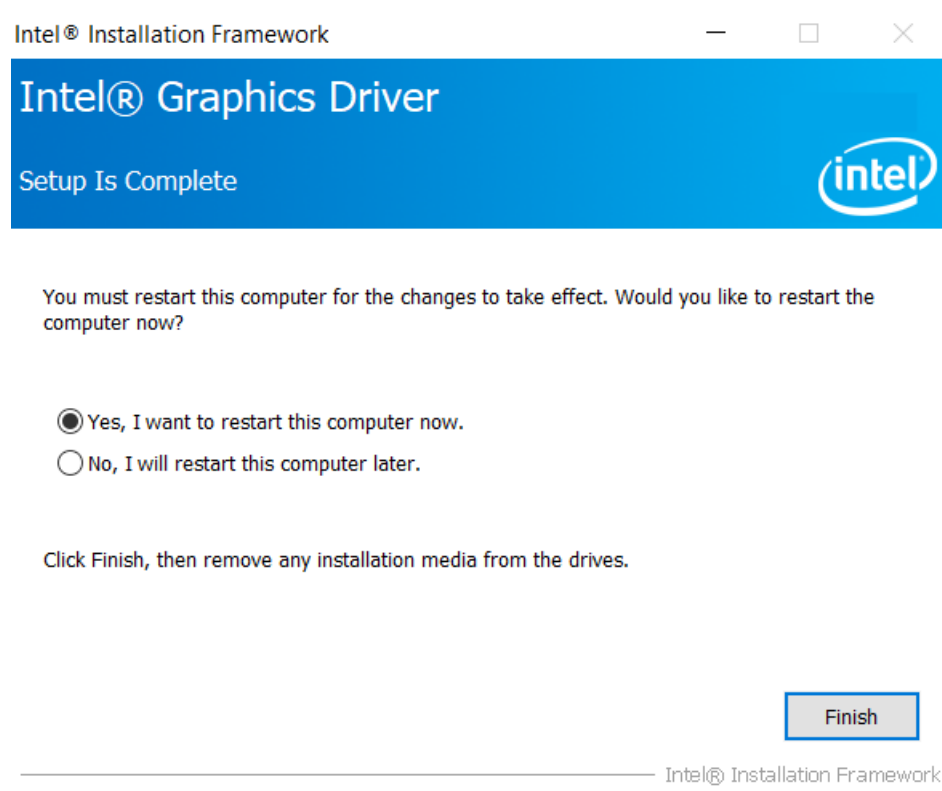 Intel® Installation Framework
Intel® Graphics Driver
Setup Is Complete
intel
You must restart this computer for the changes to take effect. Would you like to restart the
computer now?
Yes, I want to restart this computer now.
No, I will restart this computer later.
Click Finish, then remove any installation media from the drives.
Finish
Intel® Installation Framework